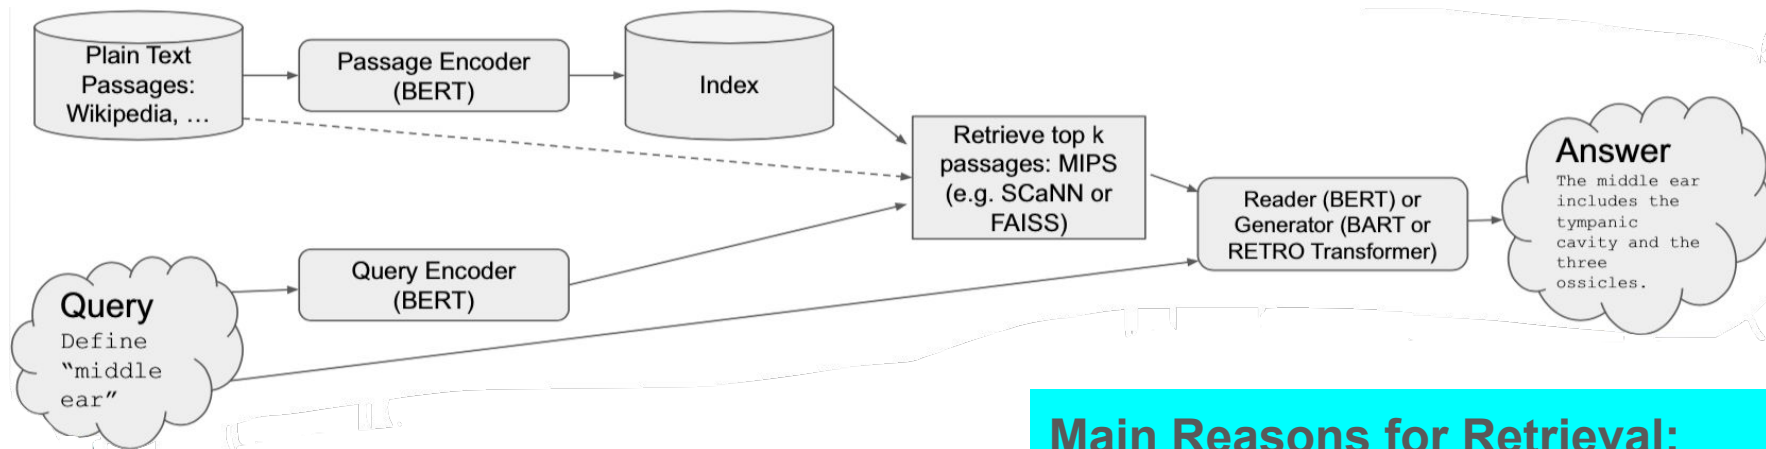 Plain Text
Passages:
Wikipedia, …
Passage Encoder
(BERT)
Index
Retrieve top k
passages: MIPS
(e.g. SCaNN or
FAISS)
Reader (BERT) or
Generator (BART or
RETRO Transformer)
Answer
The middle ear
includes the
tympanic
cavity and the
three
ossicles.
Query Encoder
(BERT)
Query
Define
“middle
ear”
Main Reasons for Retrieval: